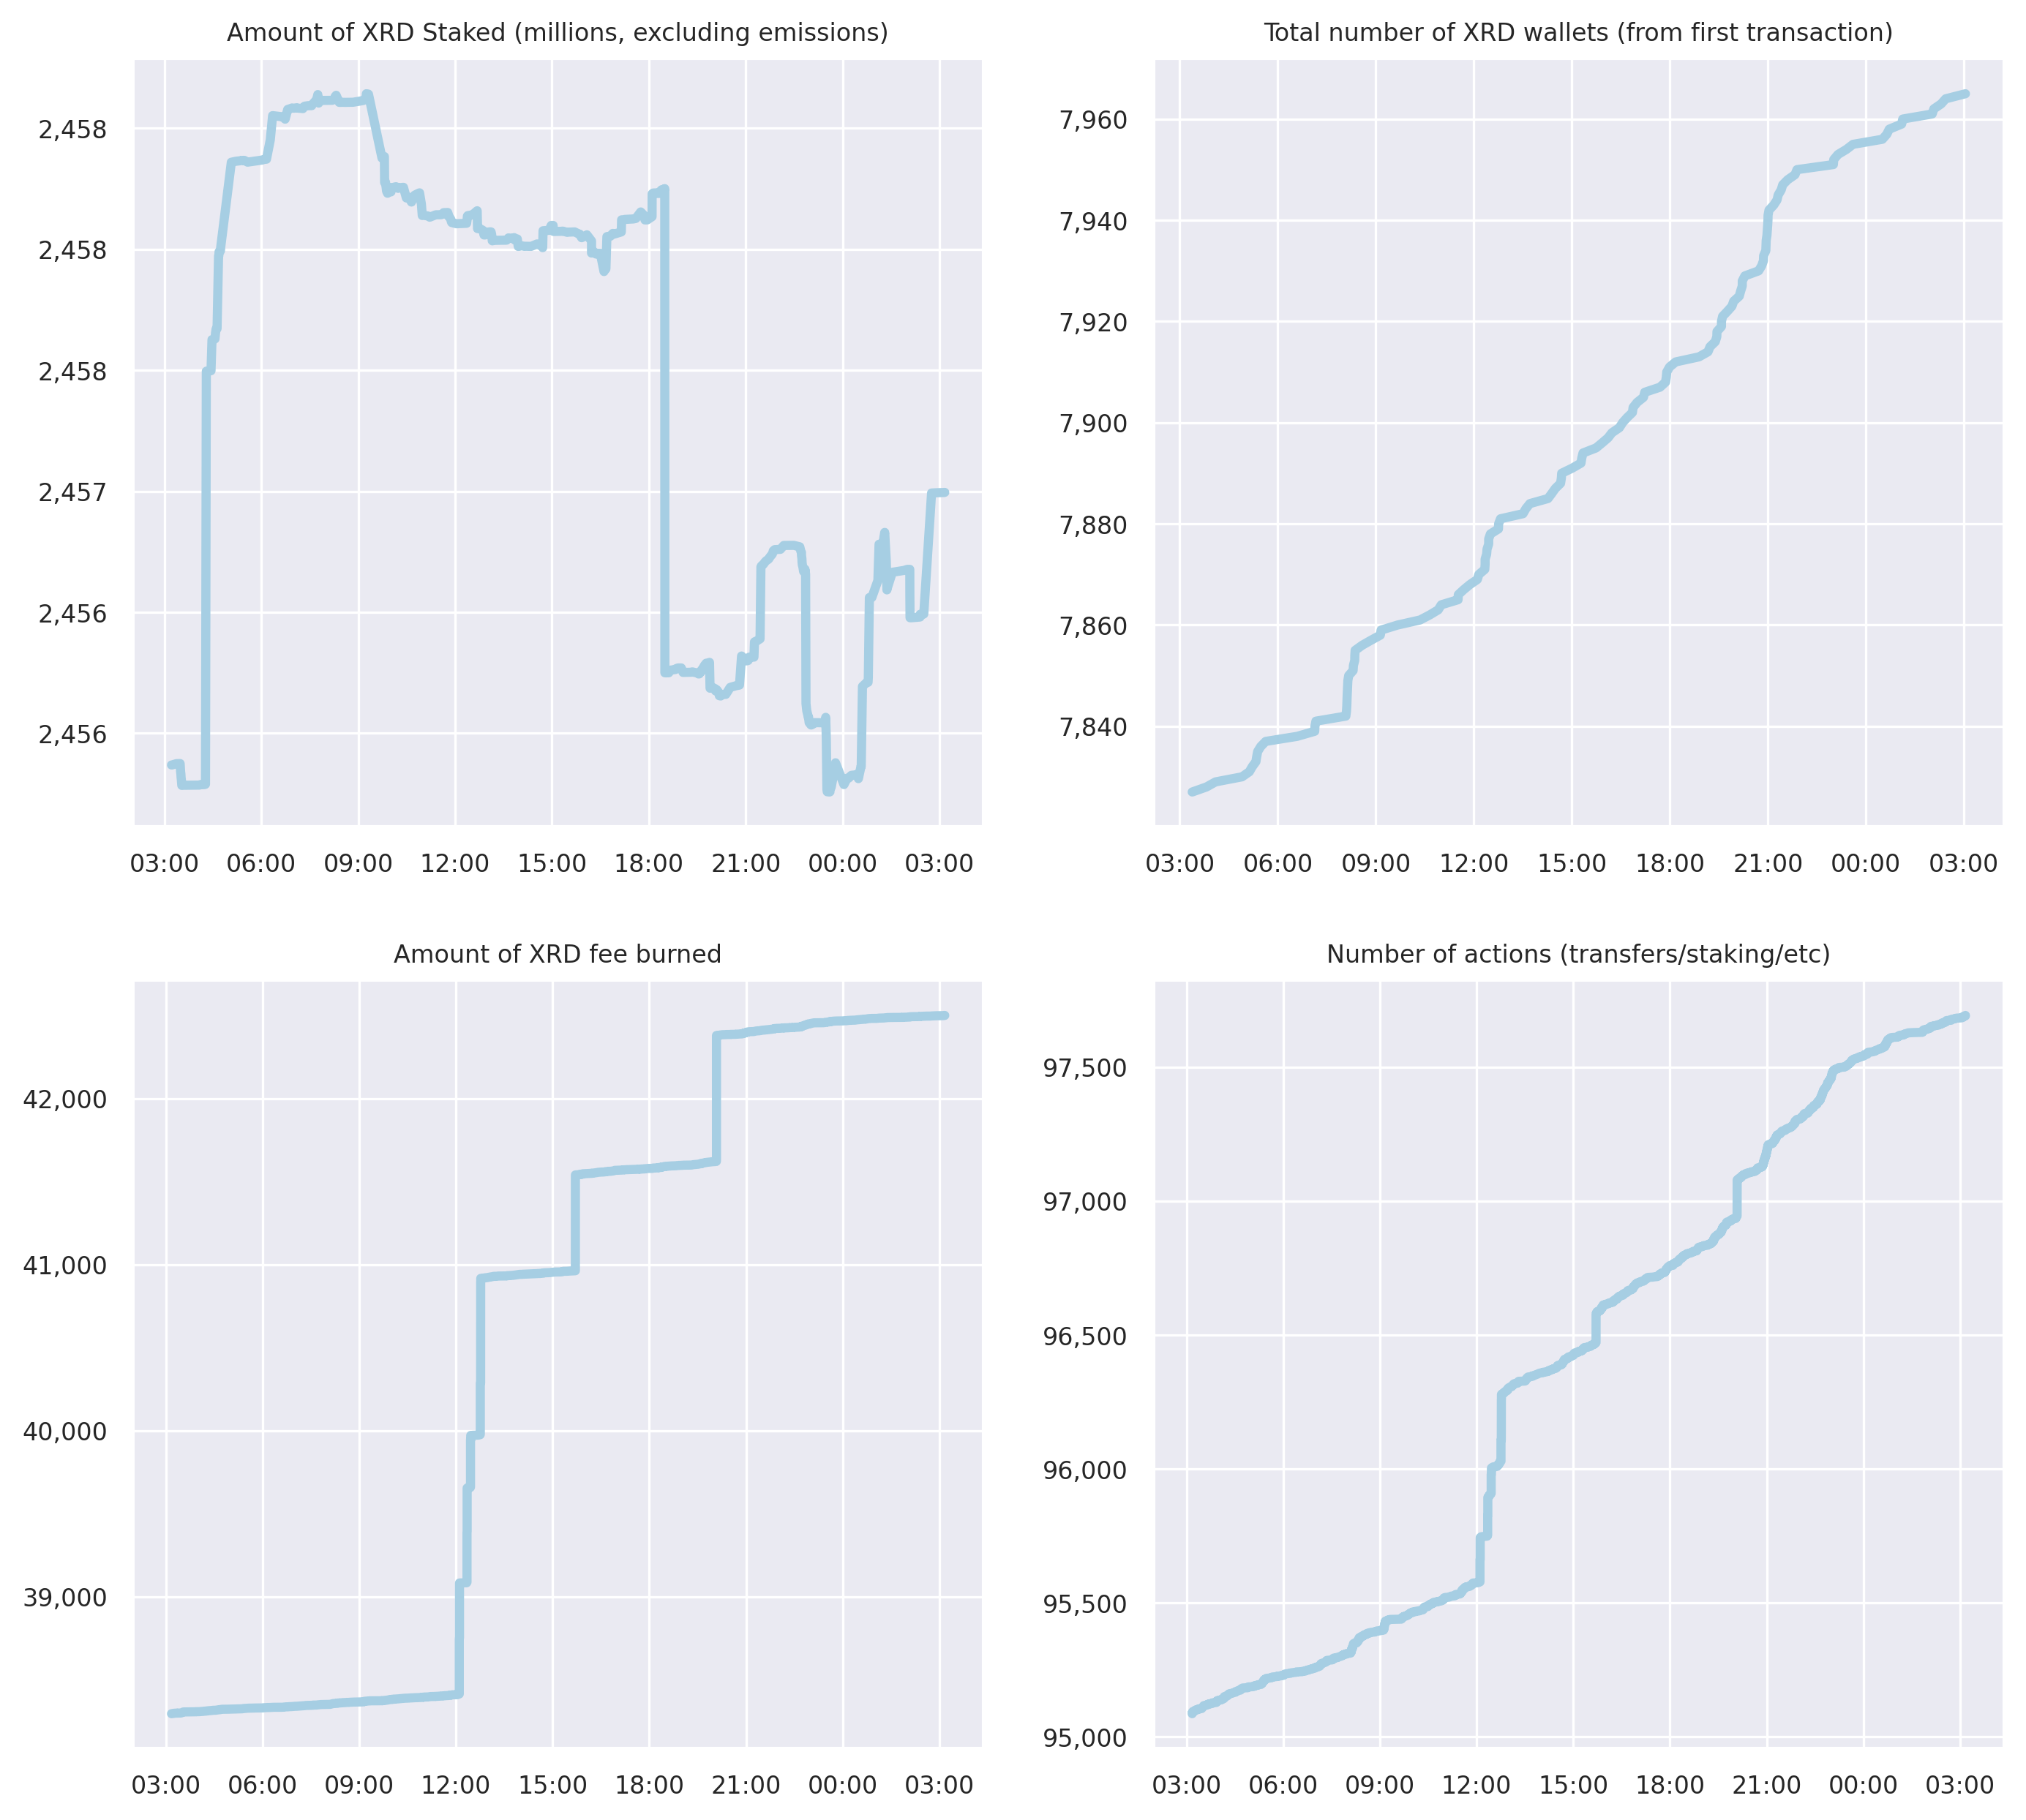 Amount of XRD Staked (millions, excluding emissions)
2,458
2,458
2,458
2,457
2,456
2,456
03:00 06:00 09:00 12:00 15:00 18:00 21:00 00:00 03:00
Total number of XRD wallets (from first transaction)
7,960
7,940
7,920
7,900
7,880
7,860
7,840
03:00 06:00 09:00 12:00 15:00 18:00 21:00 00:00 03:00
Amount of XRD fee burned
42,000
41,000
40,000
39,000
03:00 06:00 09:00 12:00 15:00 18:00 21:00 00:00 03:00
Number of actions (transfers/staking/etc)
97,500
97,000
96,500
96,000
95,500
95,000
03:00 06:00 09:00 12:00 15:00 18:00 21:00 00:00 03:00